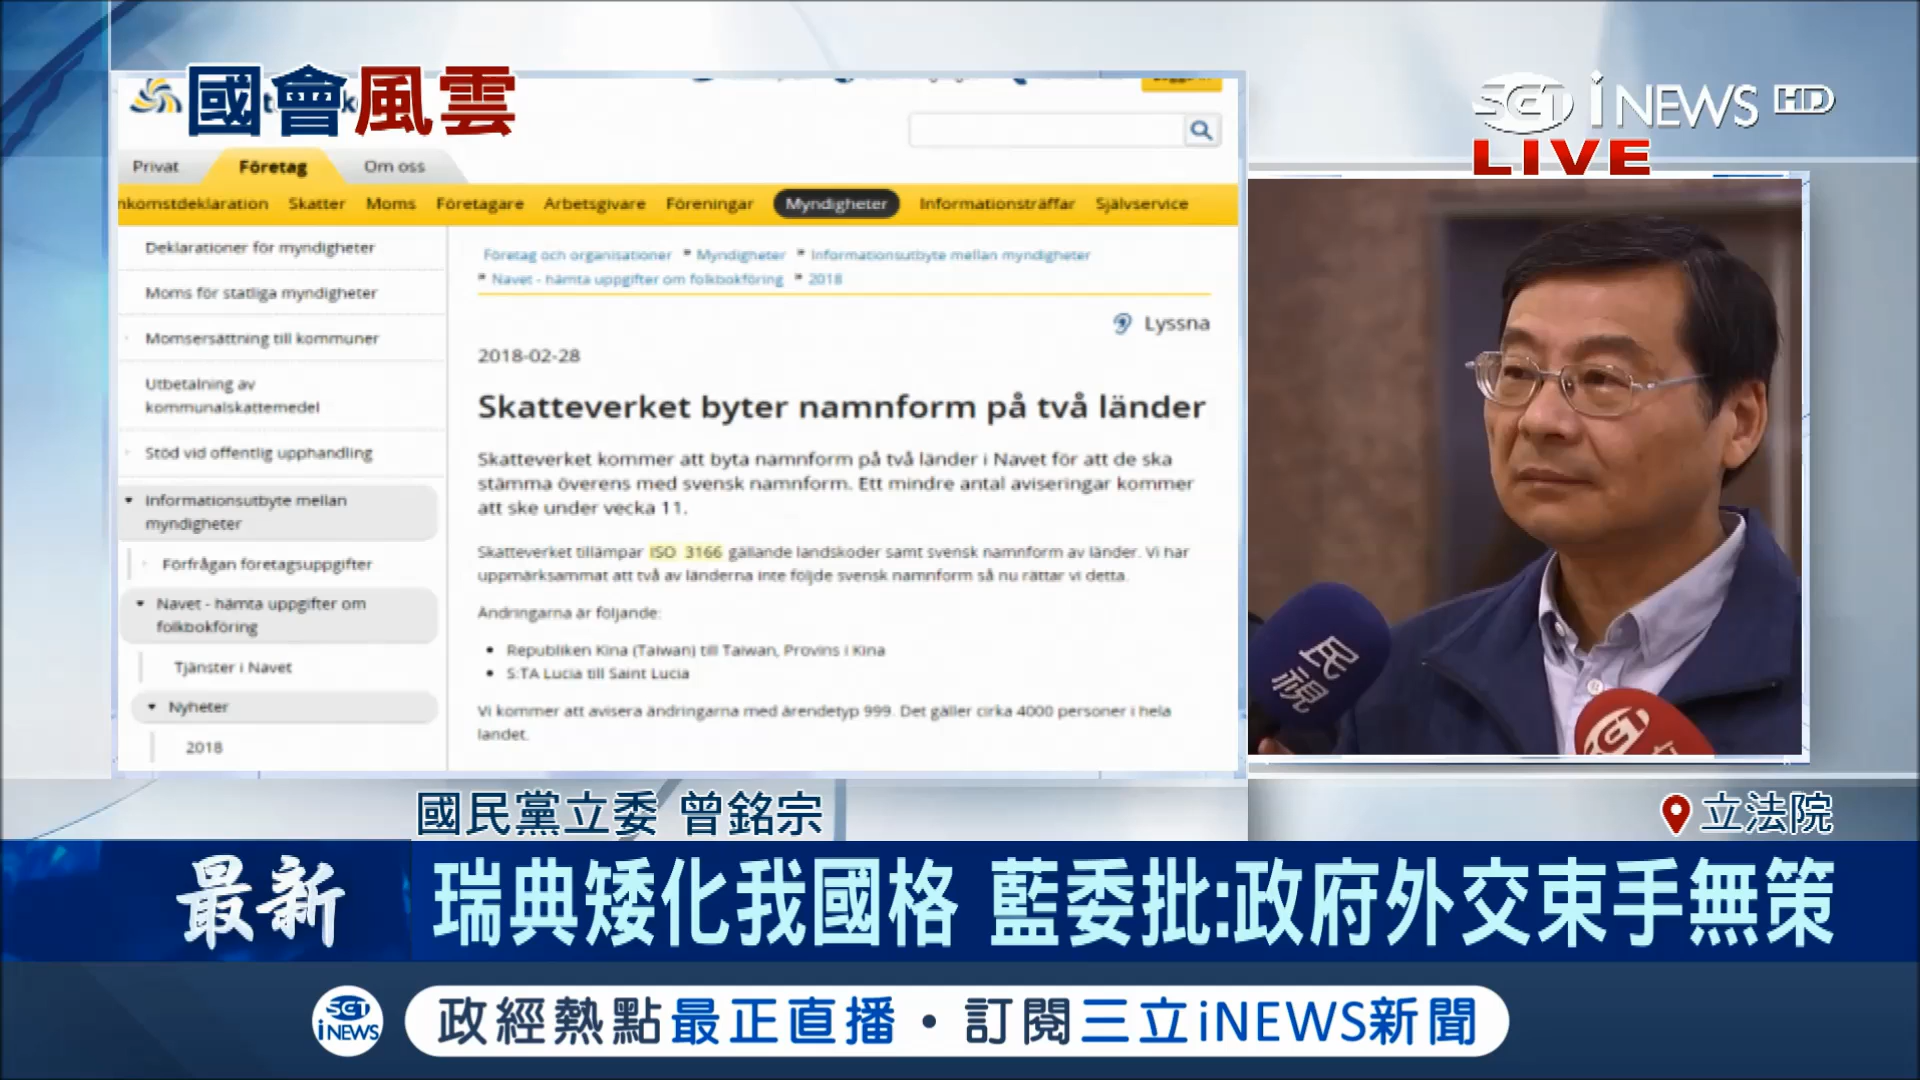 國會風雲
SET iNEWS HD
LIVE
Privat
Företag
Om oss
nkomstdeklaration Skatter Moms Företagare Arbetsgivare Föreningar Myndigheter Informationsträffar Självservice
Deklarationer för myndigheter
Moms för statliga myndigheter
Momsersättning till kommuner
Utbetalning av
kommunalskattemedel
Stöd vid offentlig upphandling
Informationsutbyte mellan
myndigheter
Förfrågan företagsuppgifter
Navet - hämta uppgifter om
folkbokföring
Tjänster i Navet
Nyheter
2018
Företag och organisationer Myndigheter Informationsutbyte mellan myndigheter
Navet - hämta uppgifter om folkbokföring 2018
Lyssna
2018-02-28
Skatteverket byter namnform på två länder
Skatteverket kommer att byta namnform på två länder i Navet för att de ska
stämma överens med svensk namnform. Ett mindre antal aviseringar kommer
att ske under vecka 11.
Skatteverket tillämpar ISO 3166 gällande landskoder samt svensk namnform av länder. Vi har
uppmärksammat att två av länderna inte följde svensk namnform så nu rättar vi detta.
Ändringarna är följande:
• Republiken Kina (Taiwan) till Taiwan, Provins i Kina
• S:TA Lucia till Saint Lucia
Vi kommer att avisera ändringarna med ärendetyp 999. Det gäller cirka 4000 personer i hela
landet.
民視
SET
國民黨立委 曾銘宗
立法院
最新
瑞典矮化我國格 藍委批:政府外交束手無策
SET iNEWS
政經熱點最正直播・訂閱三立iNEWS新聞